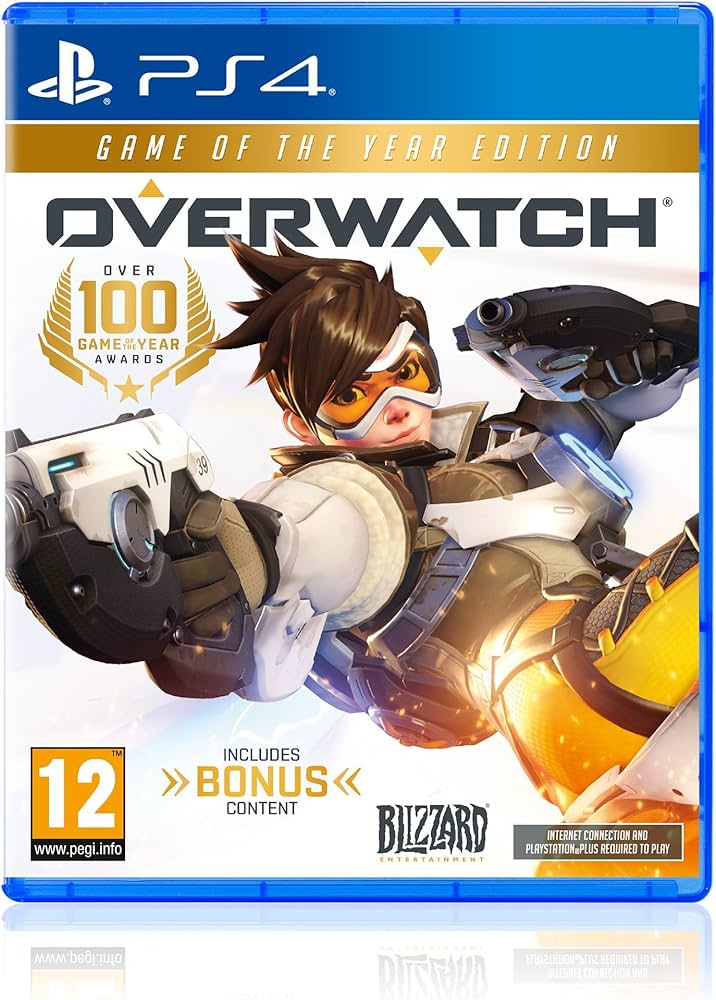 PS4
GAME OF THE YEAR EDITION
OVERWATCH®
OVER
100
GAME OF THE YEAR
AWARDS
39
12™
www.pegi.info
INCLUDES
»BONUS«
CONTENT
BLIZZARD®
ENTERTAINMENT
INTERNET CONNECTION AND
PLAYSTATION®PLUS REQUIRED TO PLAY